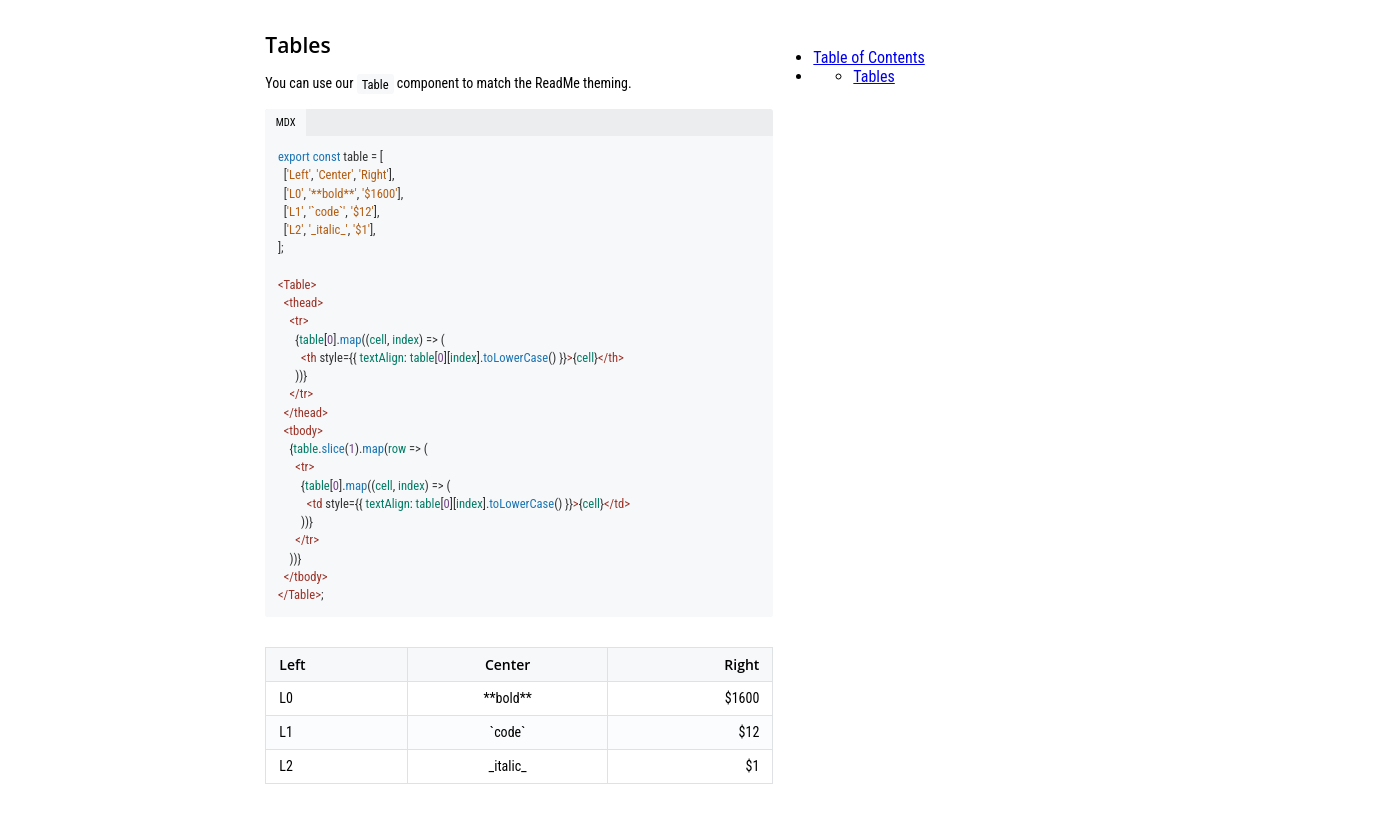 Tables
You can use our Table component to match the ReadMe theming.
MDX
export const table = [
  ['Left', 'Center', 'Right'],
  ['L0', '**bold**', '$1600'],
  ['L1', '`code`', '$12'],
  ['L2', '_italic_', '$1'],
];
<Table>
  <thead>
    <tr>
      {table[0].map((cell, index) => (
        <th style={{ textAlign: table[0][index].toLowerCase() }}>{cell}</th>
      ))}
    </tr>
  </thead>
  <tbody>
    {table.slice(1).map(row => (
      <tr>
        {table[0].map((cell, index) => (
          <td style={{ textAlign: table[0][index].toLowerCase() }}>{cell}</td>
        ))}
      </tr>
    ))}
  </tbody>
</Table>;
Left Center Right
L0 **bold** $1600
L1 `code` $12
L2 _italic_ $1
Table of Contents
Tables